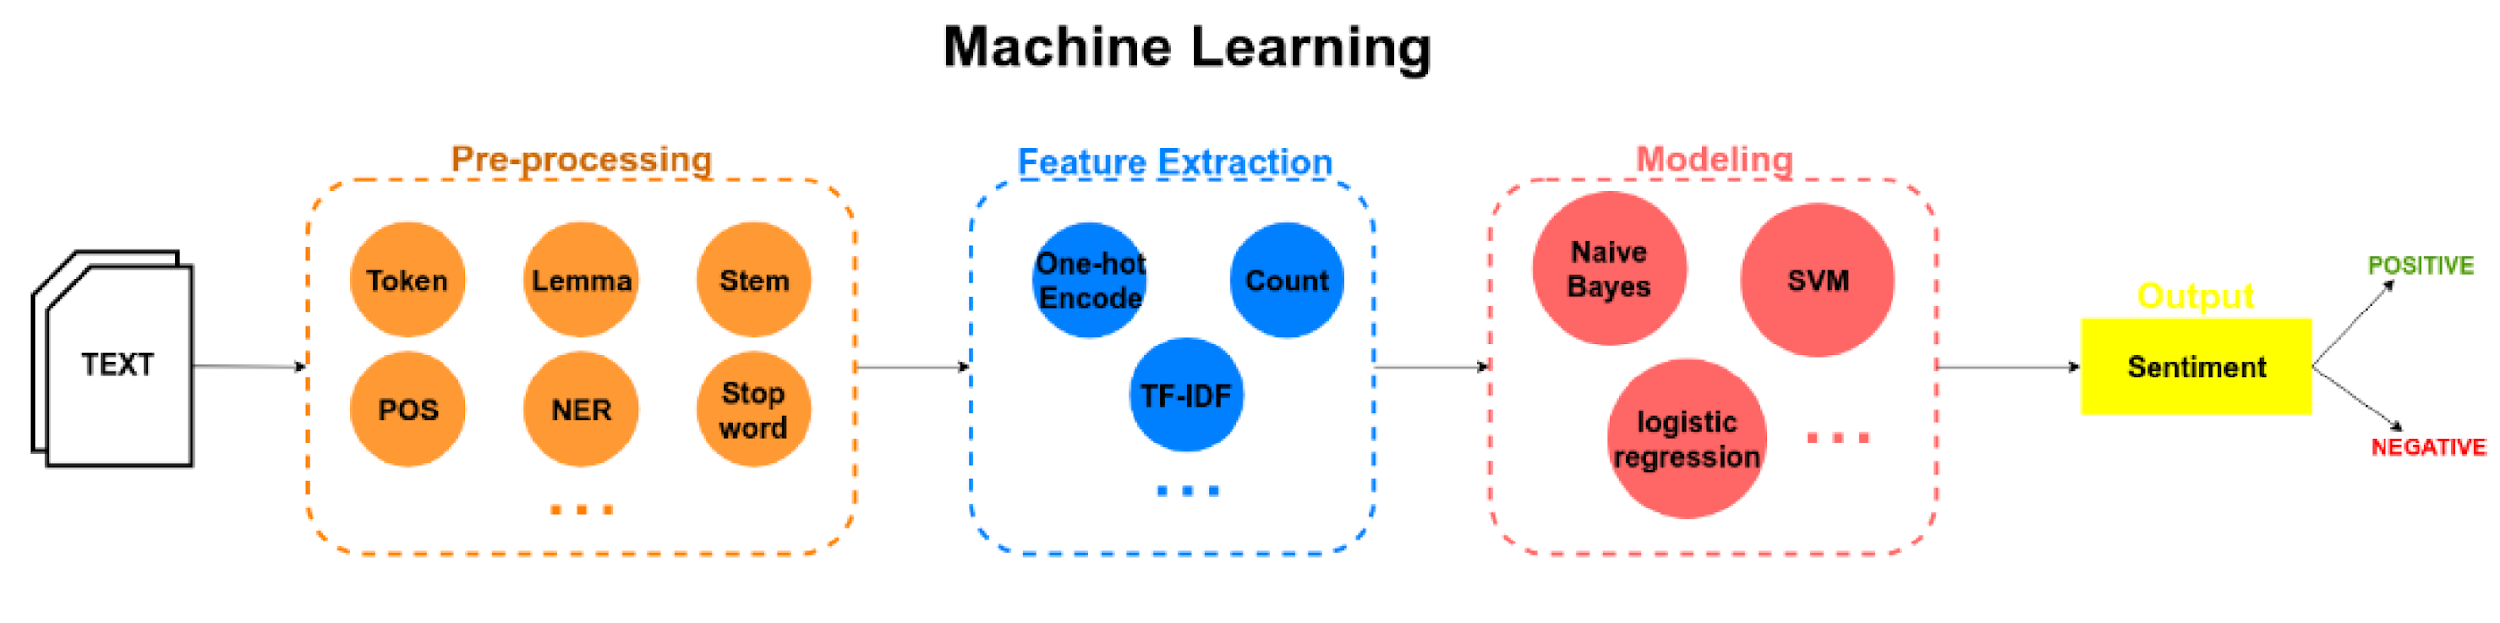 Machine Learning
Pre-processing
Feature Extraction
Modeling
TEXT
Token
Lemma
Stem
POS
NER
Stop
word
...
One-hot
Encode
Count
TF-IDF
...
Naive
Bayes
SVM
logistic
regression
...
Output
Sentiment
POSITIVE
NEGATIVE